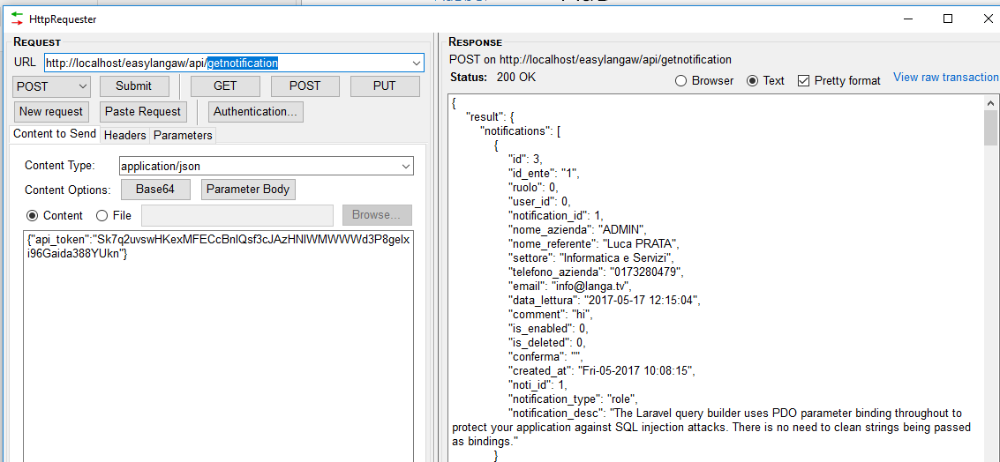 HttpRequester
REQUEST
URL http://localhost/easylangaw/api/getnotification
POST Submit GET POST PUT
New request Paste Request Authentication...
Content to Send Headers Parameters
Content Type: application/json
Content Options: Base64 Parameter Body
Content File Browse...
{"api_token":"Sk7q2uvswHKexMFECcBnlQsf3cJAzHNlWMWWWd3P8gelx
i96Gaida388YUkn"}
RESPONSE
POST on http://localhost/easylangaw/api/getnotification
Status: 200 OK Browser Text Pretty format View raw transaction
{
"result": {
"notifications": [
{
"id": 3,
"id_ente": "1",
"ruolo": 0,
"user_id": 0,
"notification_id": 1,
"nome_azienda": "ADMIN",
"nome_referente": "Luca PRATA",
"settore": "Informatica e Servizi",
"telefono_azienda": "0173280479",
"email": "info@langa.tv",
"data_lettura": "2017-05-17 12:15:04",
"comment": "hi",
"is_enabled": 0,
"is_deleted": 0,
"conferma": "",
"created_at": "Fri-05-2017 10:08:15",
"noti_id": 1,
"notification_type": "role",
"notification_desc": "The Laravel query builder uses PDO parameter binding throughout to
protect your application against SQL injection attacks. There is no need to clean strings being passed
as bindings."
}